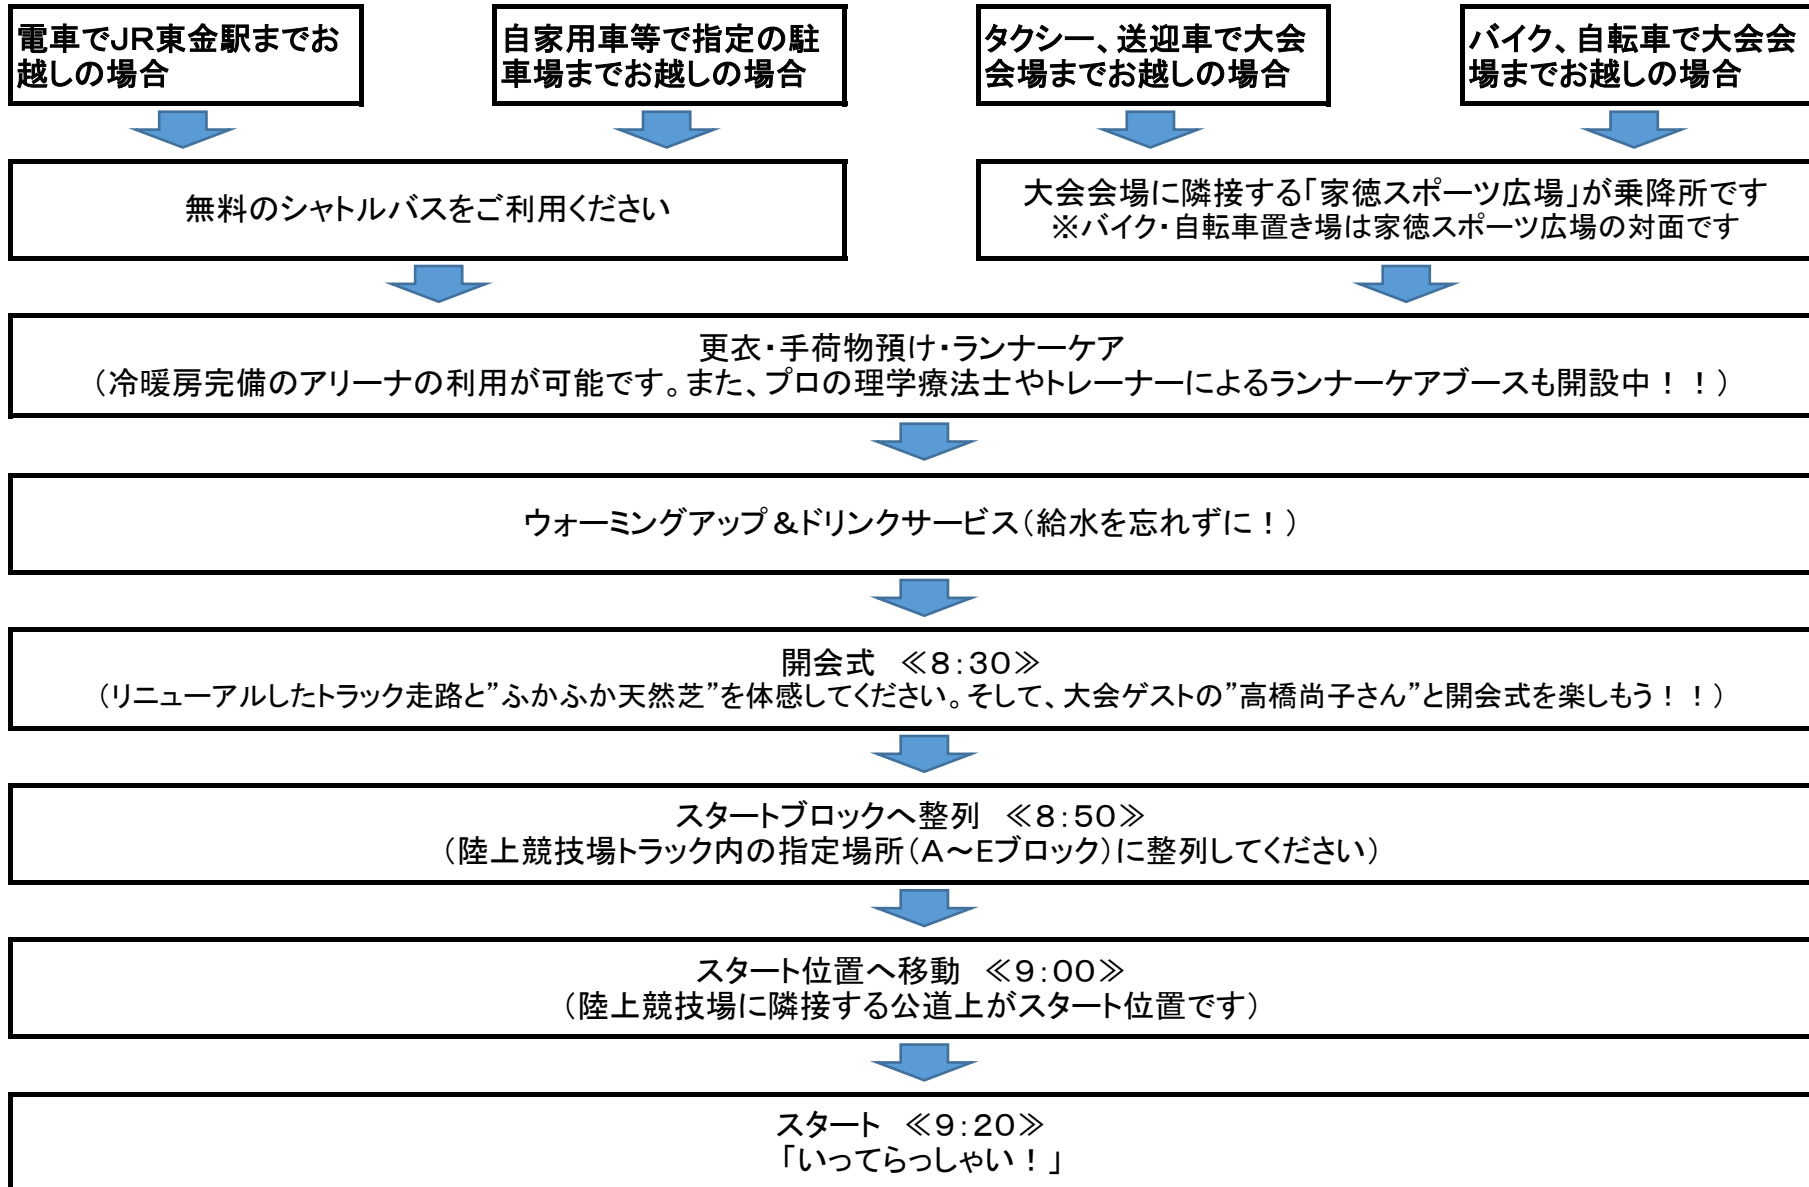 電車でJR東金駅までお
越しの場合
自家用車等で指定の駐
車場までお越しの場合
タクシー、送迎車で大会
会場までお越しの場合
バイク、自転車で大会会
場までお越しの場合
無料のシャトルバスをご利用ください
大会会場に隣接する「家徳スポーツ広場」が乗降所です
※バイク・自転車置き場は家徳スポーツ広場の対面です
更衣・手荷物預け・ランナーケア
(冷暖房完備のアリーナの利用が可能です。また、プロの理学療法士やトレーナーによるランナーケアブースも開設中！！)
ウォーミングアップ＆ドリンクサービス(給水を忘れずに！)
開会式　≪8：30≫
(リニューアルしたトラック走路と”ふかふか天然芝”を体感してください。そして、大会ゲストの”高橋尚子さん”と開会式を楽しもう！！)
スタートブロックへ整列　≪8：50≫
(陸上競技場トラック内の指定場所(A～Eブロック)に整列してください)
スタート位置へ移動　≪9：00≫
(陸上競技場に隣接する公道上がスタート位置です)
スタート　≪9：20≫
「いってらっしゃい！」